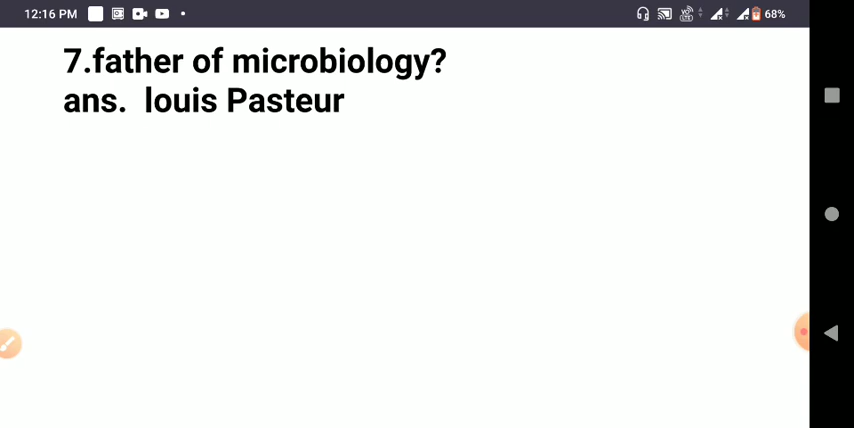 12:16 PM 68%
7.father of microbiology?
ans. louis Pasteur